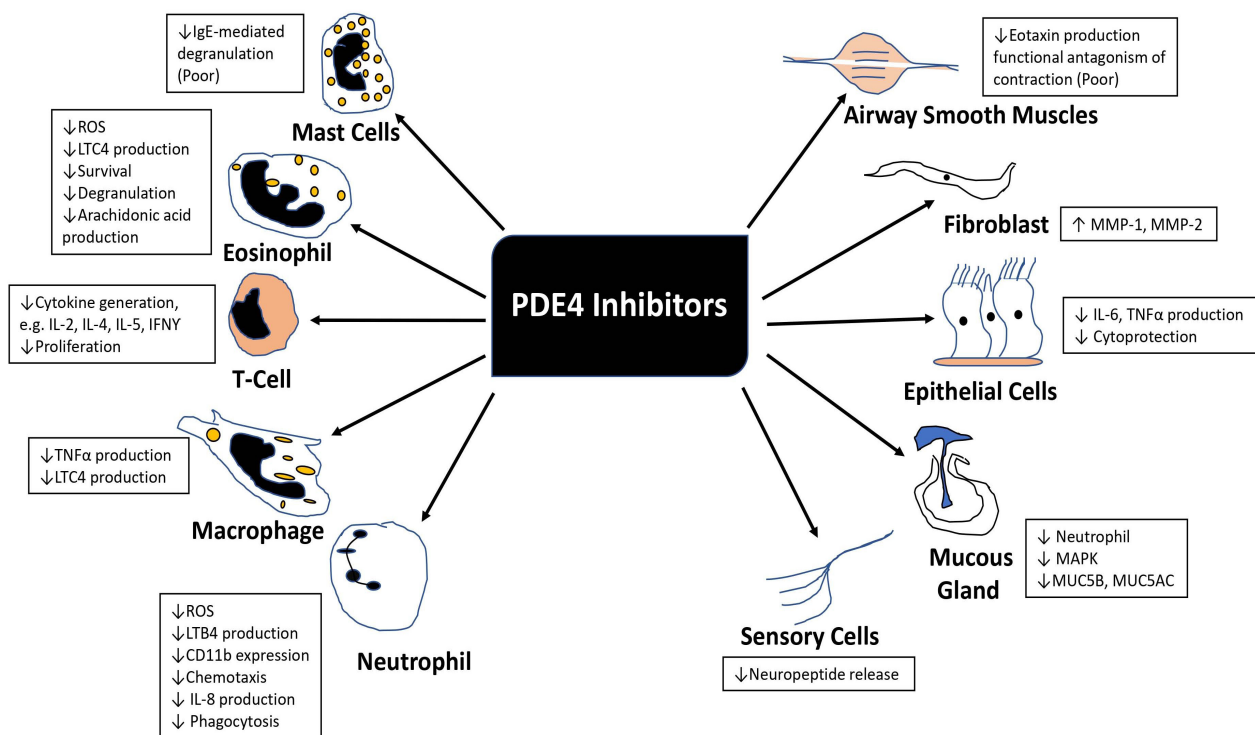 ↓IgE-mediated
degranulation
(Poor)
Mast Cells
↓ROS
↓LTC4 production
↓Survival
↓Degranulation
↓Arachidonic acid
production
Eosinophil
↓Cytokine generation,
e.g. IL-2, IL-4, IL-5, IFNY
↓Proliferation
T-Cell
↓TNFα production
↓LTC4 production
Macrophage
↓ROS
↓LTB4 production
↓CD11b expression
↓Chemotaxis
↓ IL-8 production
↓ Phagocytosis
Neutrophil
PDE4 Inhibitors
↓Eotaxin production
functional antagonism of
contraction (Poor)
Airway Smooth Muscles
Fibroblast
↑ MMP-1, MMP-2
↓ IL-6, TNFα production
↓ Cytoprotection
Epithelial Cells
Mucous
Gland
↓ Neutrophil
↓ MAPK
↓MUC5B, MUC5AC
Sensory Cells
↓Neuropeptide release